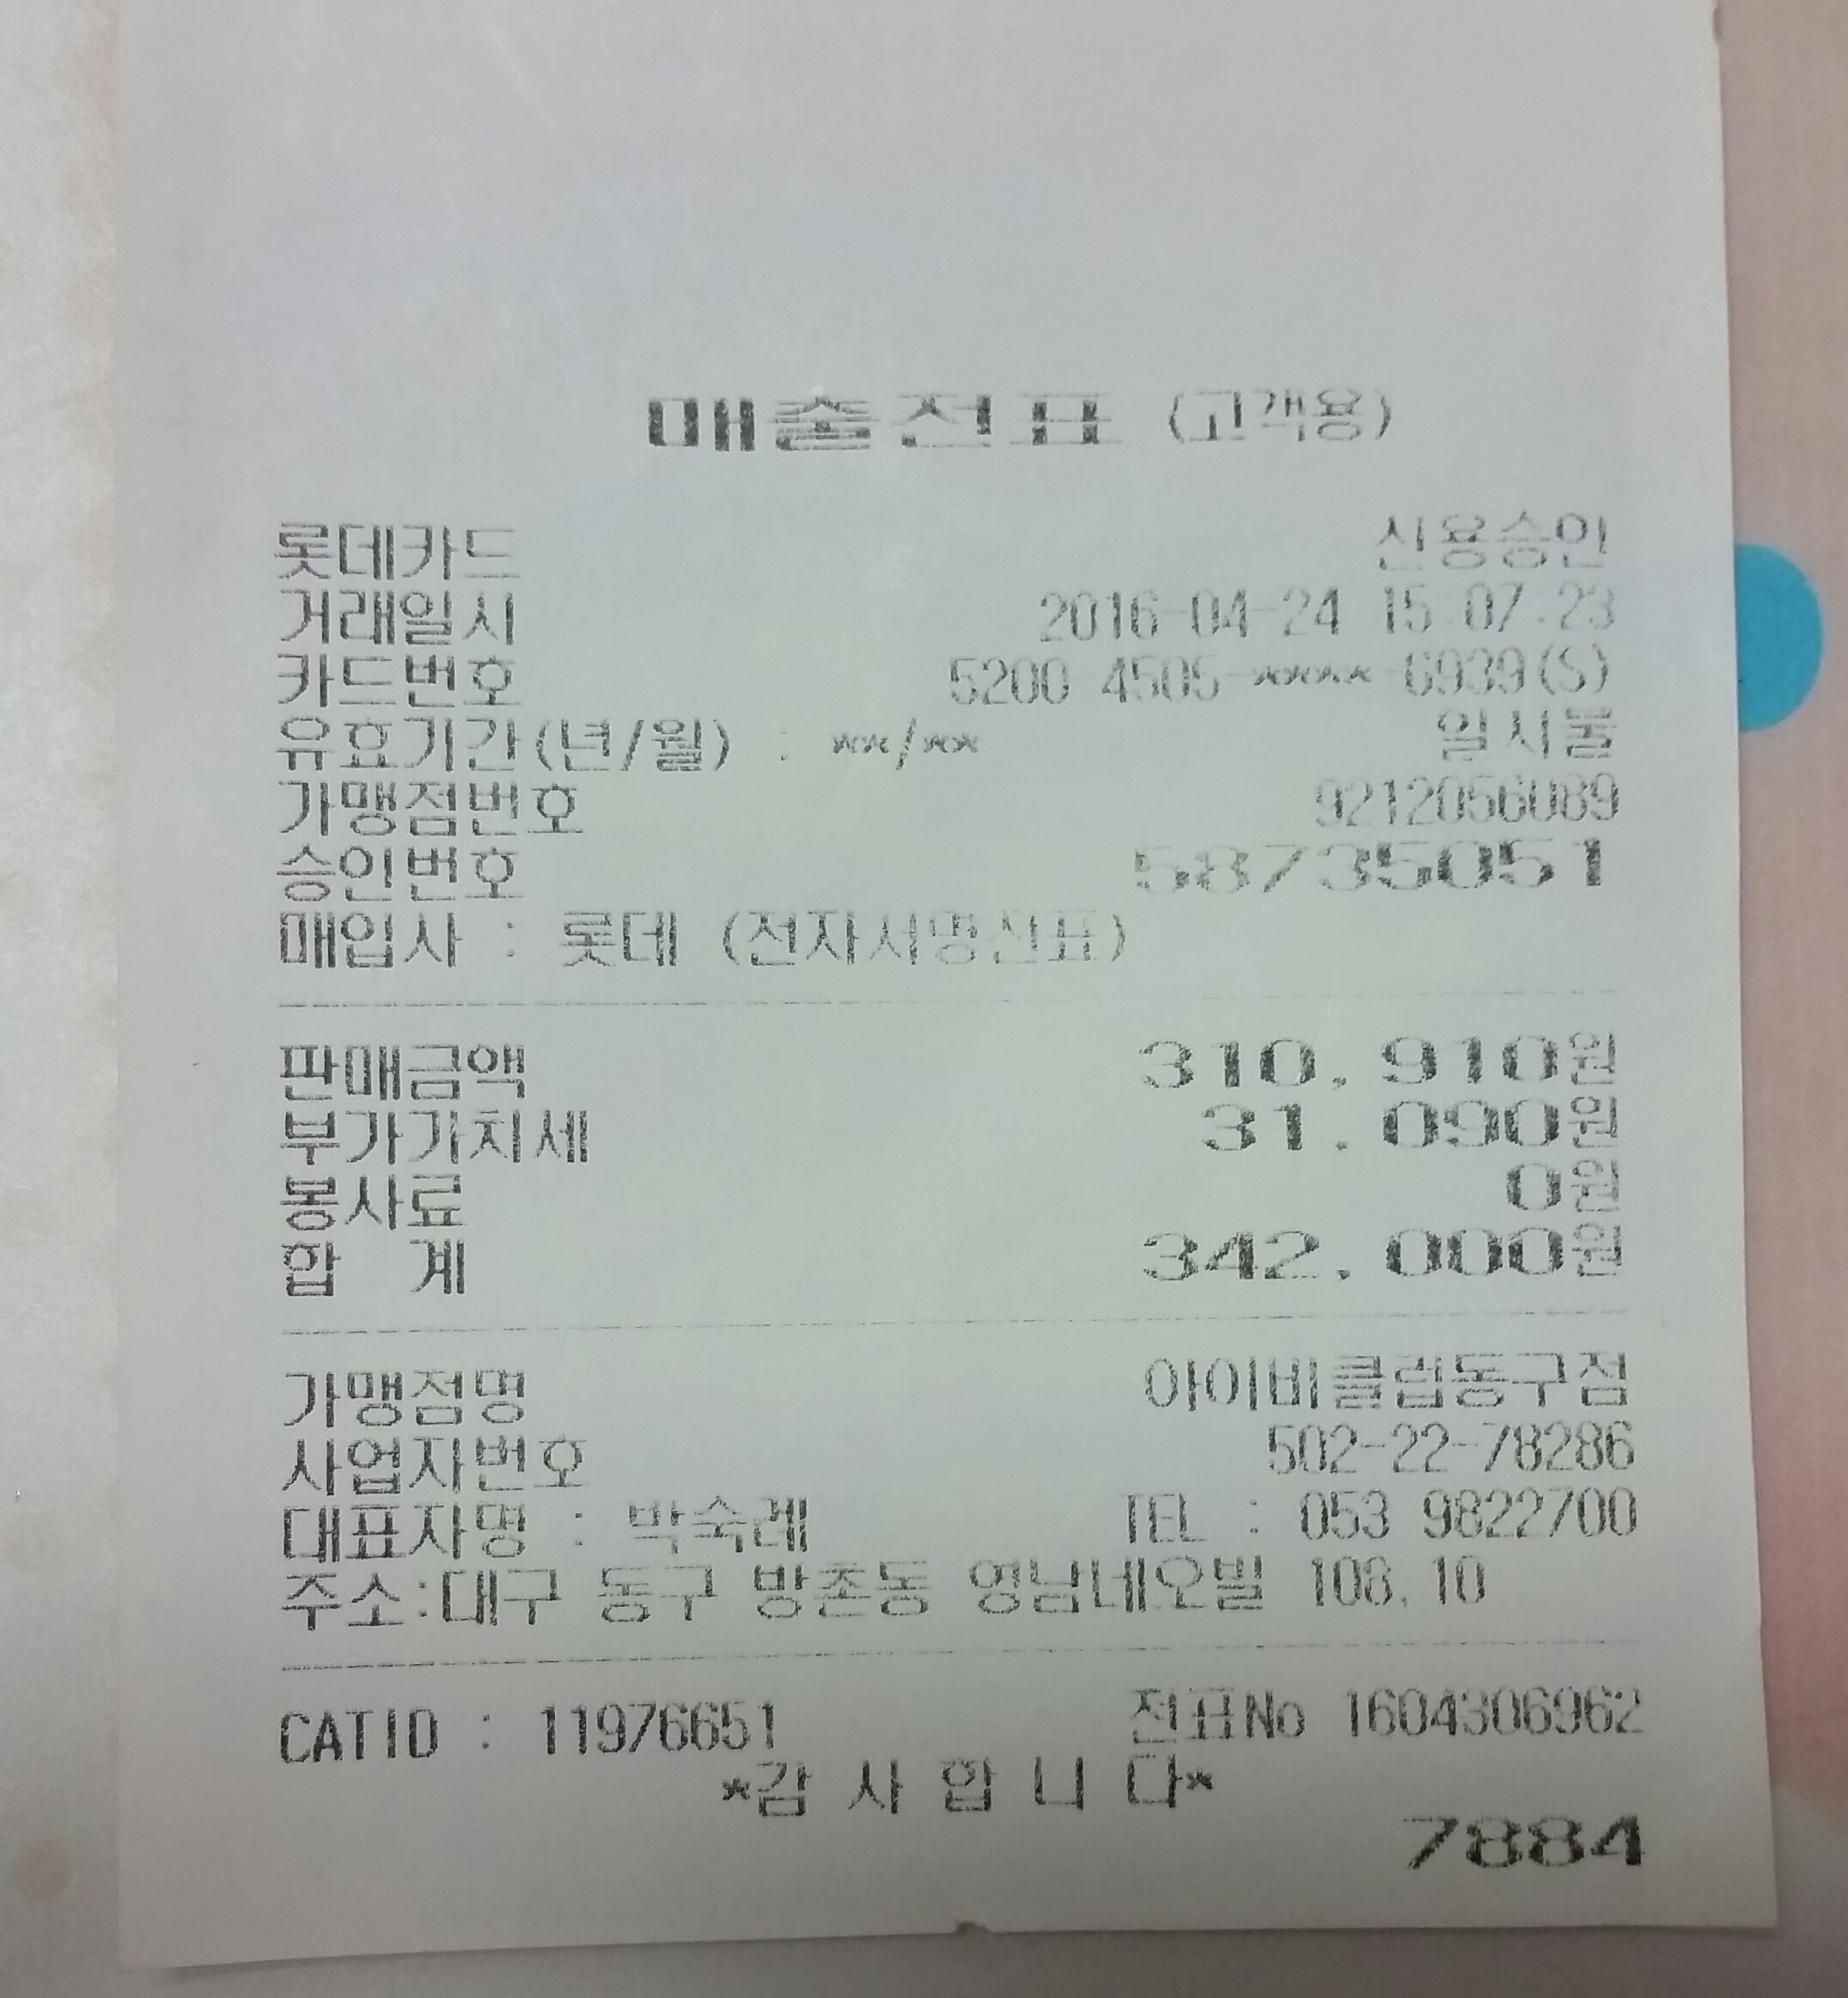 매출전표 (고객용)
롯데카드 신용승인
거래일시 2016-04-24 15:07:23
카드번호 5200-4505-****-6939(S)
유효기간(년/월) : **/** 일시불
가맹점번호 9212056089
승인번호 58735051
매입사 : 롯데 (전자서명전표)
판매금액 310,910원
부가가치세 31,090원
봉사료 0원
합 계 342,000원
가맹점명 아이비클럽동구점
사업자번호 502-22-78286
대표자명 : 박숙례 TEL : 053 9822700
주소:대구 동구 방촌동 영남네오빌 108,10
CATID : 11976651 전표No 1604306962
*감 사 합 니 다*
7884